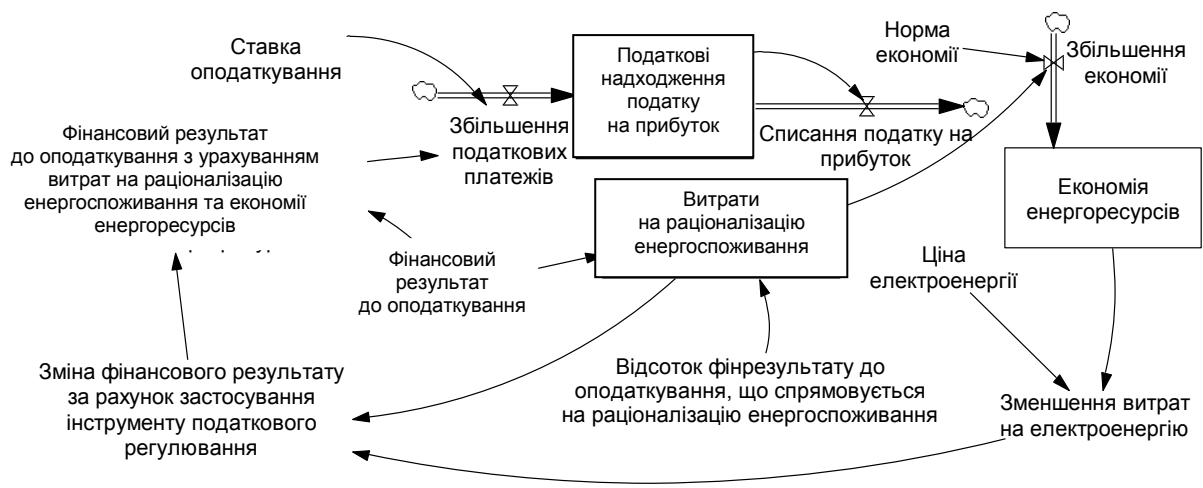 Ставка
оподаткування
Податкові
надходження
податку
на прибуток
Норма
економії
Збільшення
економії
Збільшення
податкових
платежів
Списання податку на
прибуток
Фінансовий результат
до оподаткування з урахуванням
витрат на раціоналізацію
енергоспоживання та економії
енергоресурсів
Витрати
на раціоналізацію
енергоспоживання
Економія
енергоресурсів
Фінансовий
результат
до оподаткування
Ціна
електроенергії
Зміна фінансового результату
за рахунок застосування
інструменту податкового
регулювання
Відсоток фінрезультату до
оподаткування, що спрямовується
на раціоналізацію енергоспоживання
Зменшення витрат
на електроенергію